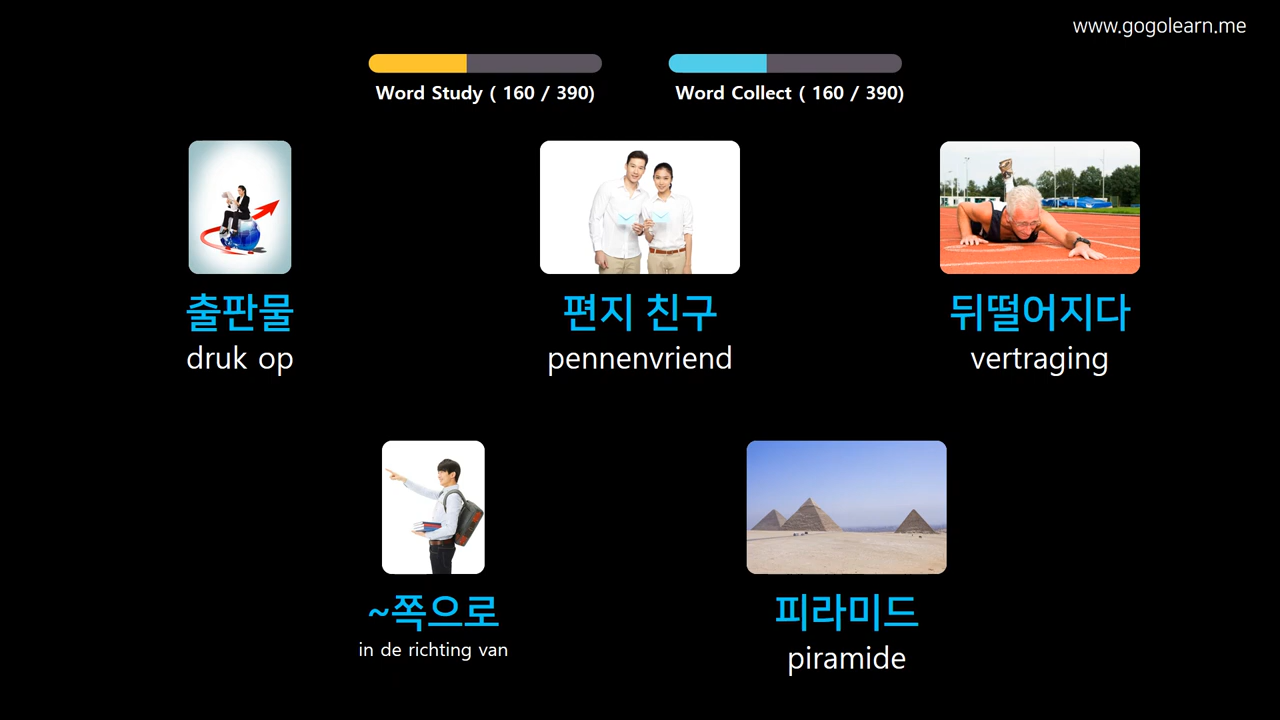 www.gogolearn.me
Word Study ( 160 / 390)
Word Collect ( 160 / 390)
출판물
druk op
편지 친구
pennenvriend
뒤떨어지다
vertraging
~쪽으로
in de richting van
피라미드
piramide